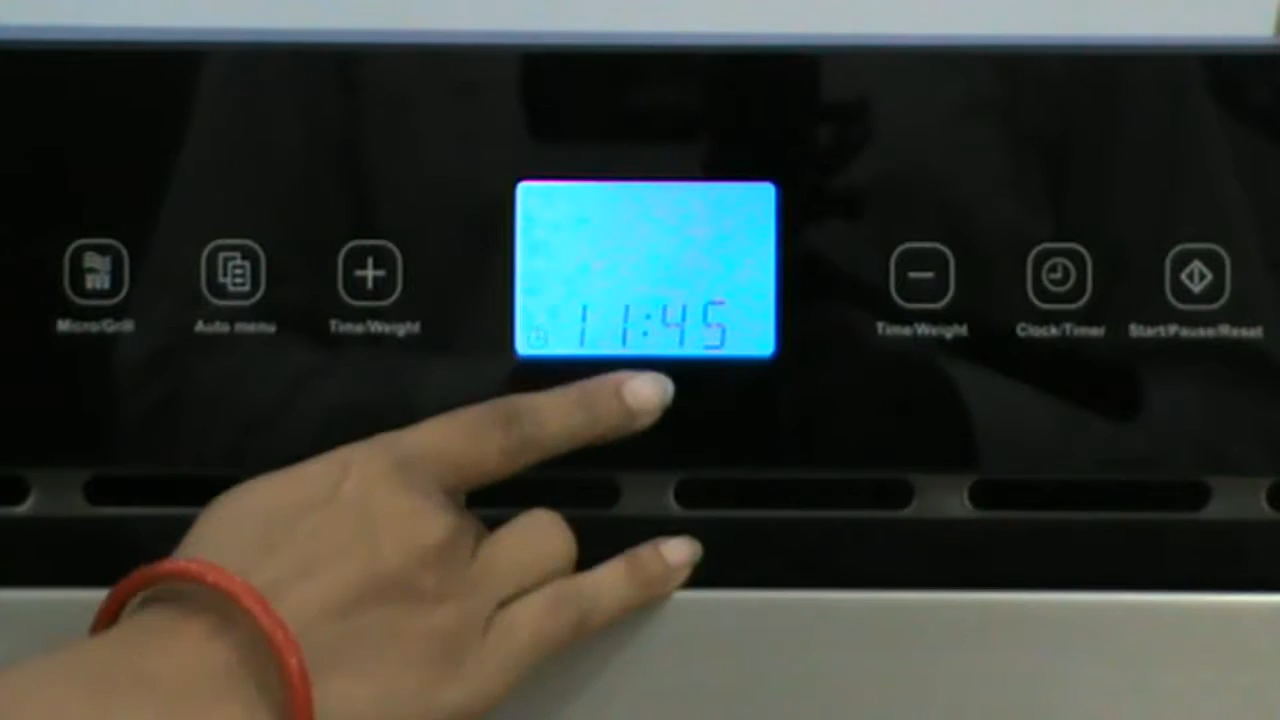 Micro/Grill
Auto menu
Time/Weight
11:45
Time/Weight
Clock/Timer
Start/Pause/Reset